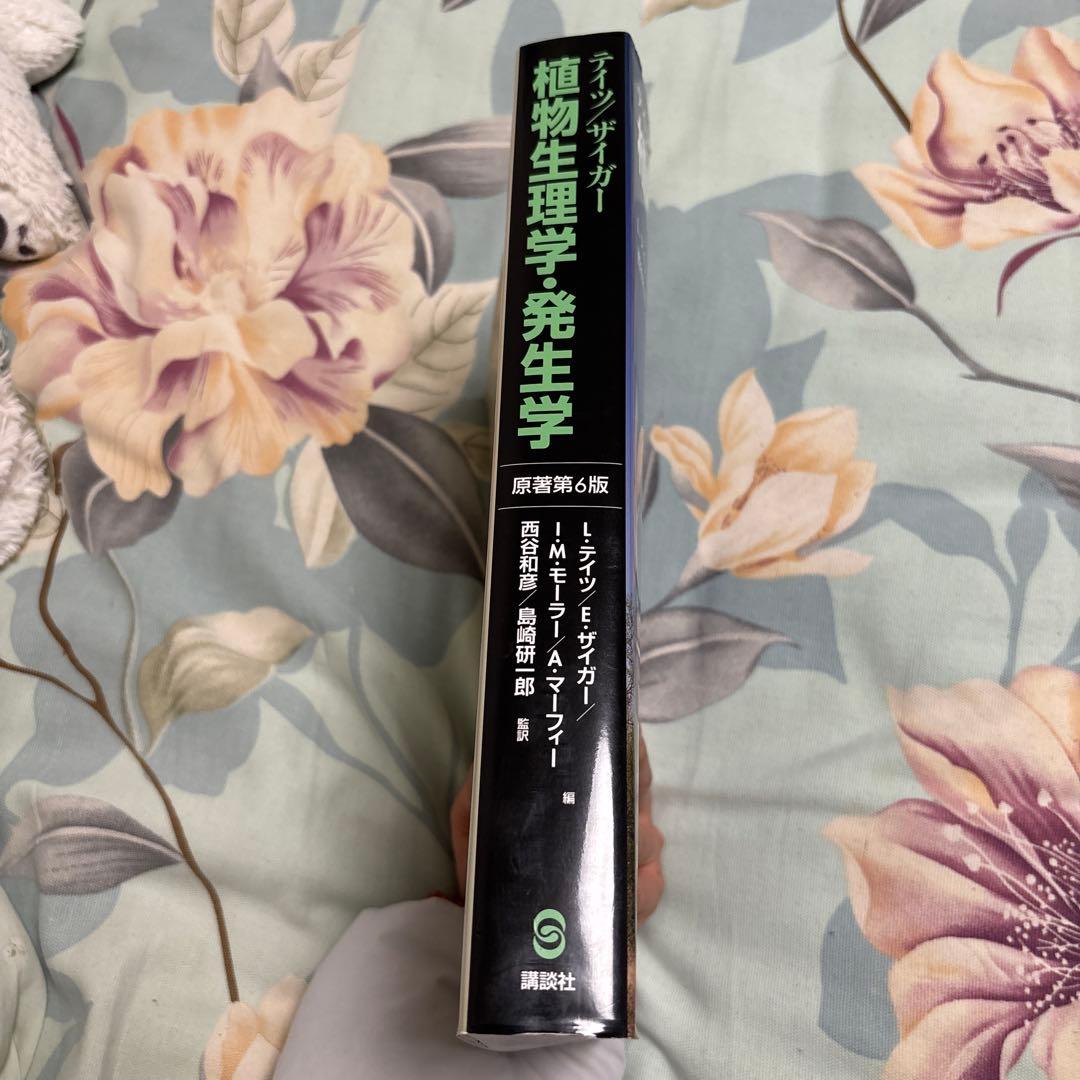 テイツ/ザイガー
植物生理学・発生学
原著第6版
L・テイツ/E・ザイガー/
I・M・モーラー/A・マーフィー 編
西谷和彦/島崎研一郎 監訳
講談社